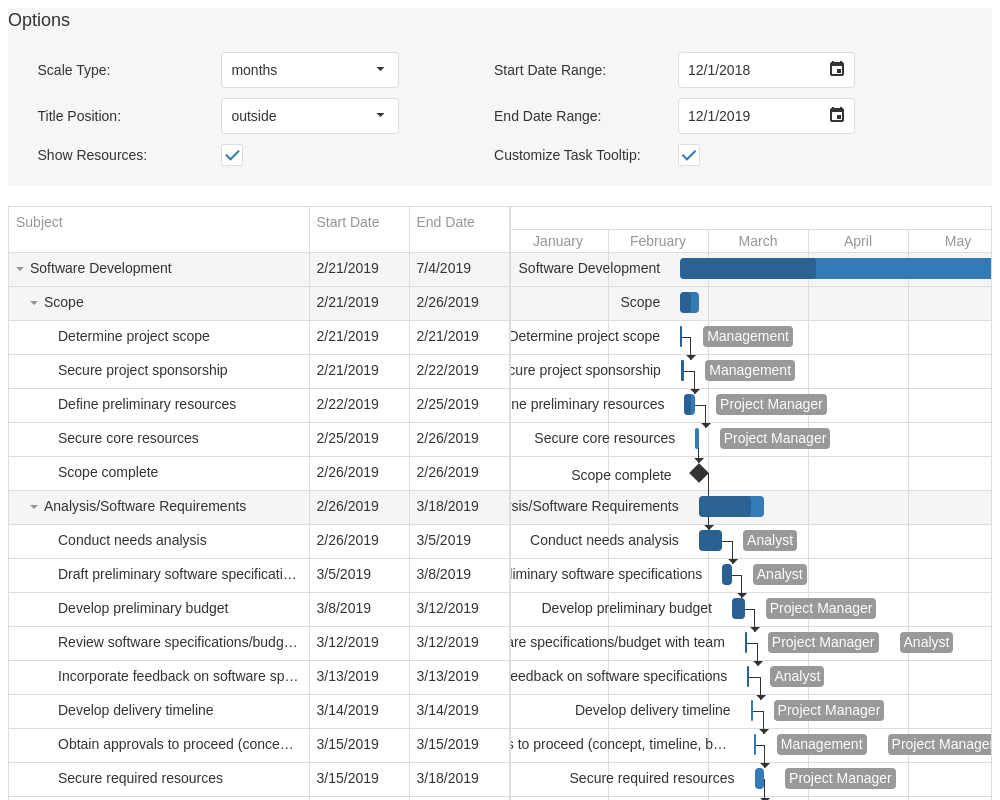 Options
Scale Type: months Start Date Range: 12/1/2018
Title Position: outside End Date Range: 12/1/2019
Show Resources: Customize Task Tooltip:
Subject Start Date End Date
January February March April May
Software Development 2/21/2019 7/4/2019 Software Development
Scope 2/21/2019 2/26/2019 Scope
Determine project scope 2/21/2019 2/21/2019 Determine project scope Management
Secure project sponsorship 2/21/2019 2/22/2019 cure project sponsorship Management
Define preliminary resources 2/22/2019 2/25/2019 ne preliminary resources Project Manager
Secure core resources 2/25/2019 2/26/2019 Secure core resources Project Manager
Scope complete 2/26/2019 2/26/2019 Scope complete
Analysis/Software Requirements 2/26/2019 3/18/2019 sis/Software Requirements
Conduct needs analysis 2/26/2019 3/5/2019 Conduct needs analysis Analyst
Draft preliminary software specificati… 3/5/2019 3/8/2019 liminary software specifications Analyst
Develop preliminary budget 3/8/2019 3/12/2019 Develop preliminary budget Project Manager
Review software specifications/budg… 3/12/2019 3/12/2019 are specifications/budget with team Project Manager Analyst
Incorporate feedback on software sp… 3/13/2019 3/13/2019 eedback on software specifications Analyst
Develop delivery timeline 3/14/2019 3/14/2019 Develop delivery timeline Project Manager
Obtain approvals to proceed (conce… 3/15/2019 3/15/2019 s to proceed (concept, timeline, b… Management Project Manager
Secure required resources 3/15/2019 3/18/2019 Secure required resources Project Manager